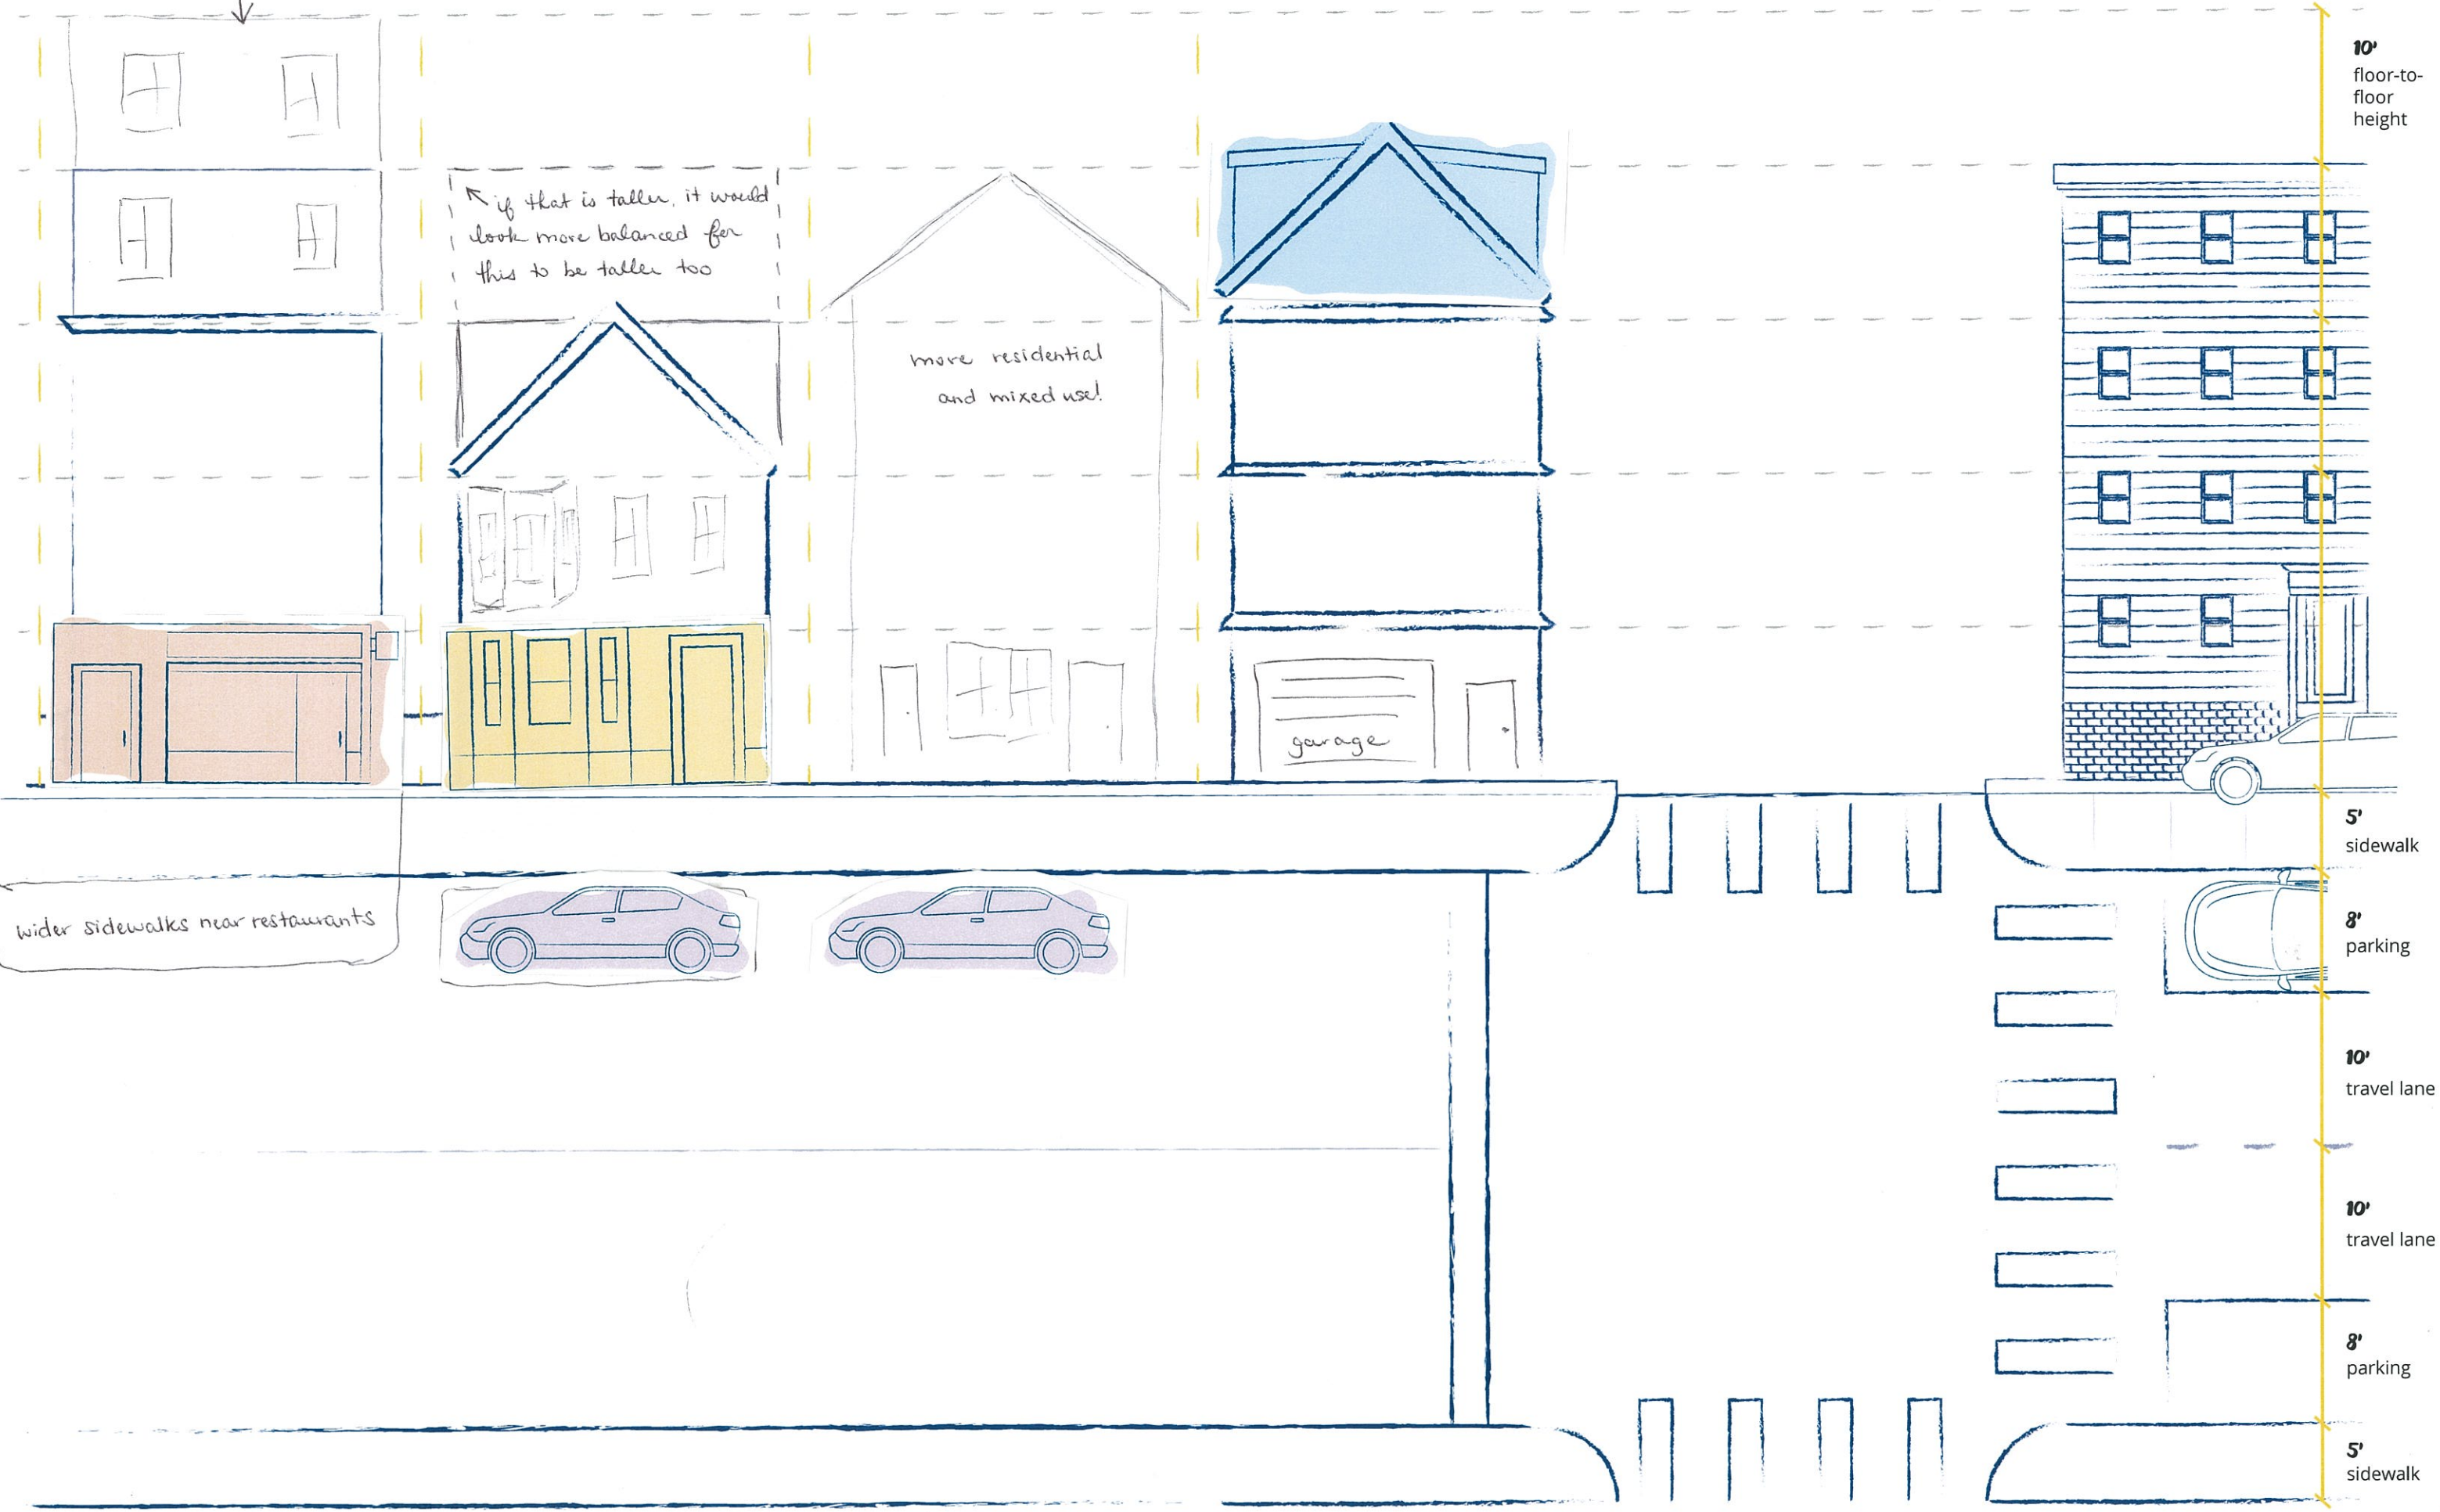 10'
floor-to-
floor
height
if that is taller, it would
look more balanced for
this to be taller too
more residential
and mixed use!
garage
5'
sidewalk
wider sidewalks near restaurants
8'
parking
10'
travel lane
10'
travel lane
8'
parking
5'
sidewalk